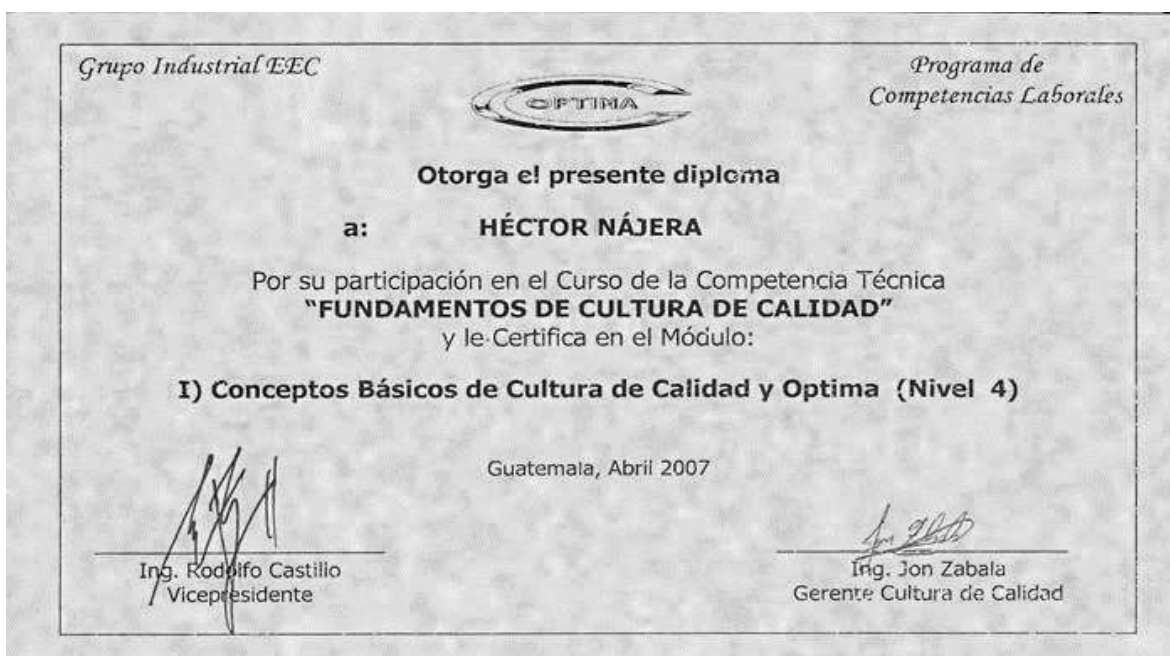 Grupo Industrial EEC
Programa de
Competencias Laborales
OPTIMA
Otorga el presente diploma
a: HÉCTOR NÁJERA
Por su participación en el Curso de la Competencia Técnica
"FUNDAMENTOS DE CULTURA DE CALIDAD"
y le Certifica en el Módulo:
I) Conceptos Básicos de Cultura de Calidad y Optima (Nivel 4)
Guatemala, Abril 2007
Ing. Rodolfo Castillo
Vicepresidente
Ing. Jon Zabala
Gerente Cultura de Calidad